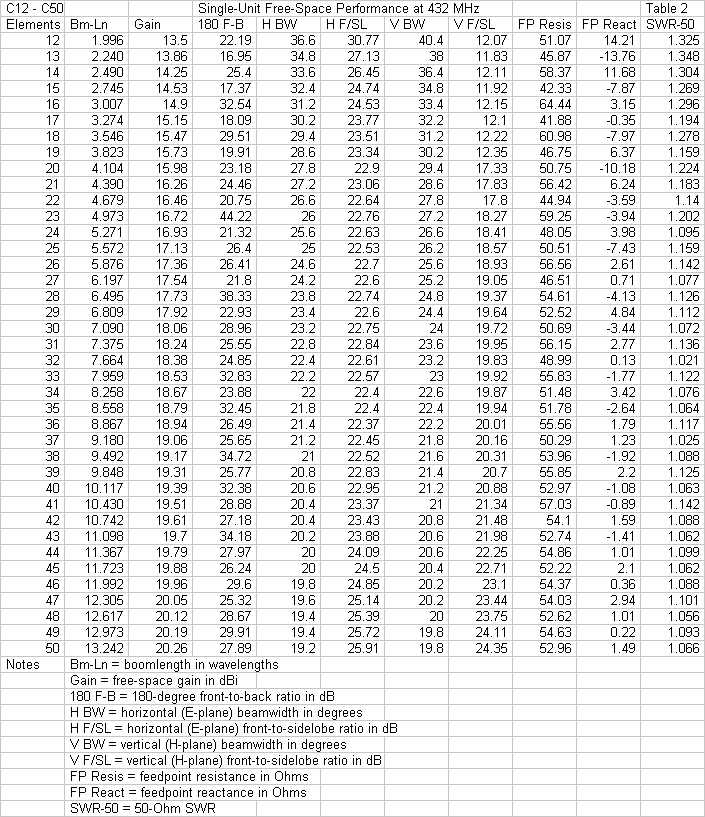 C12 - C50 Single-Unit Free-Space Performance at 432 MHz Table 2
Elements Bm-Ln Gain 180 F-B H BW H F/SL V BW V F/SL FP Resis FP React SWR-50
12 1.996 13.5 22.19 36.6 30.77 40.4 12.07 51.07 14.21 1.325
13 2.240 13.86 16.95 34.8 27.13 38 11.83 45.87 -13.76 1.348
14 2.490 14.25 25.4 33.6 26.45 36.4 12.11 58.37 11.68 1.304
15 2.745 14.53 17.37 32.4 24.74 34.8 11.92 42.33 -7.87 1.269
16 3.007 14.9 32.54 31.2 24.53 33.4 12.15 64.44 3.15 1.296
17 3.274 15.15 18.09 30.2 23.77 32.2 12.1 41.88 -0.35 1.194
18 3.546 15.47 29.51 29.4 23.51 31.2 12.22 60.98 -7.97 1.278
19 3.823 15.73 19.91 28.6 23.34 30.2 12.35 46.75 6.37 1.159
20 4.104 15.98 23.18 27.8 22.9 29.4 17.33 50.75 -10.18 1.224
21 4.390 16.26 24.46 27.2 23.06 28.6 17.83 56.42 6.24 1.183
22 4.679 16.46 20.75 26.6 22.64 27.8 17.8 44.94 -3.59 1.14
23 4.973 16.72 44.22 26 22.76 27.2 18.27 59.25 -3.94 1.202
24 5.271 16.93 21.32 25.6 22.63 26.6 18.41 48.05 3.98 1.095
25 5.572 17.13 26.4 25 22.53 26.2 18.57 50.51 -7.43 1.159
26 5.876 17.36 26.41 24.6 22.7 25.6 18.93 56.56 2.61 1.142
27 6.197 17.54 21.8 24.2 22.6 25.2 19.05 46.51 0.71 1.077
28 6.495 17.73 38.33 23.8 22.74 24.8 19.37 54.61 -4.13 1.126
29 6.809 17.92 22.93 23.4 22.6 24.4 19.64 52.52 4.84 1.112
30 7.090 18.06 28.96 23.2 22.75 24 19.72 50.69 -3.44 1.072
31 7.375 18.24 25.55 22.8 22.84 23.6 19.95 56.15 2.77 1.136
32 7.664 18.38 24.85 22.4 22.61 23.2 19.83 48.99 0.13 1.021
33 7.959 18.53 32.83 22.2 22.57 23 19.92 55.83 -1.77 1.122
34 8.258 18.67 23.88 22 22.4 22.6 19.87 51.48 3.42 1.076
35 8.558 18.79 32.45 21.8 22.4 22.4 19.94 51.78 -2.64 1.064
36 8.867 18.94 26.49 21.4 22.37 22.2 20.01 55.56 1.79 1.117
37 9.180 19.06 25.65 21.2 22.45 21.8 20.16 50.29 1.23 1.025
38 9.492 19.17 34.72 21 22.52 21.6 20.31 53.96 -1.92 1.088
39 9.848 19.31 25.77 20.8 22.83 21.4 20.7 55.85 2.2 1.125
40 10.117 19.39 32.38 20.6 22.95 21.2 20.88 52.97 -1.08 1.063
41 10.430 19.51 28.88 20.4 23.37 21 21.34 57.03 -0.89 1.142
42 10.742 19.61 27.18 20.4 23.43 20.8 21.48 54.1 1.59 1.088
43 11.098 19.7 34.18 20.2 23.88 20.6 21.98 52.74 -1.41 1.062
44 11.367 19.79 27.97 20 24.09 20.6 22.25 54.86 1.01 1.099
45 11.723 19.88 26.24 20 24.5 20.4 22.71 52.22 2.1 1.062
46 11.992 19.96 29.6 19.8 24.85 20.2 23.1 54.37 0.36 1.088
47 12.305 20.05 25.32 19.6 25.14 20.2 23.44 54.03 2.94 1.101
48 12.617 20.12 28.67 19.4 25.39 20 23.75 52.62 1.01 1.056
49 12.973 20.19 29.91 19.4 25.72 19.8 24.11 54.63 0.22 1.093
50 13.242 20.26 27.89 19.2 25.91 19.8 24.35 52.96 1.49 1.066
Notes Bm-Ln = boomlength in wavelengths
Gain = free-space gain in dBi
180 F-B = 180-degree front-to-back ratio in dB
H BW = horizontal (E-plane) beamwidth in degrees
H F/SL = horizontal (E-plane) front-to-sidelobe ratio in dB
V BW = vertical (H-plane) beamwidth in degrees
V F/SL = vertical (H-plane) front-to-sidelobe ratio in dB
FP Resis = feedpoint resistance in Ohms
FP React = feedpoint reactance in Ohms
SWR-50 = 50-Ohm SWR